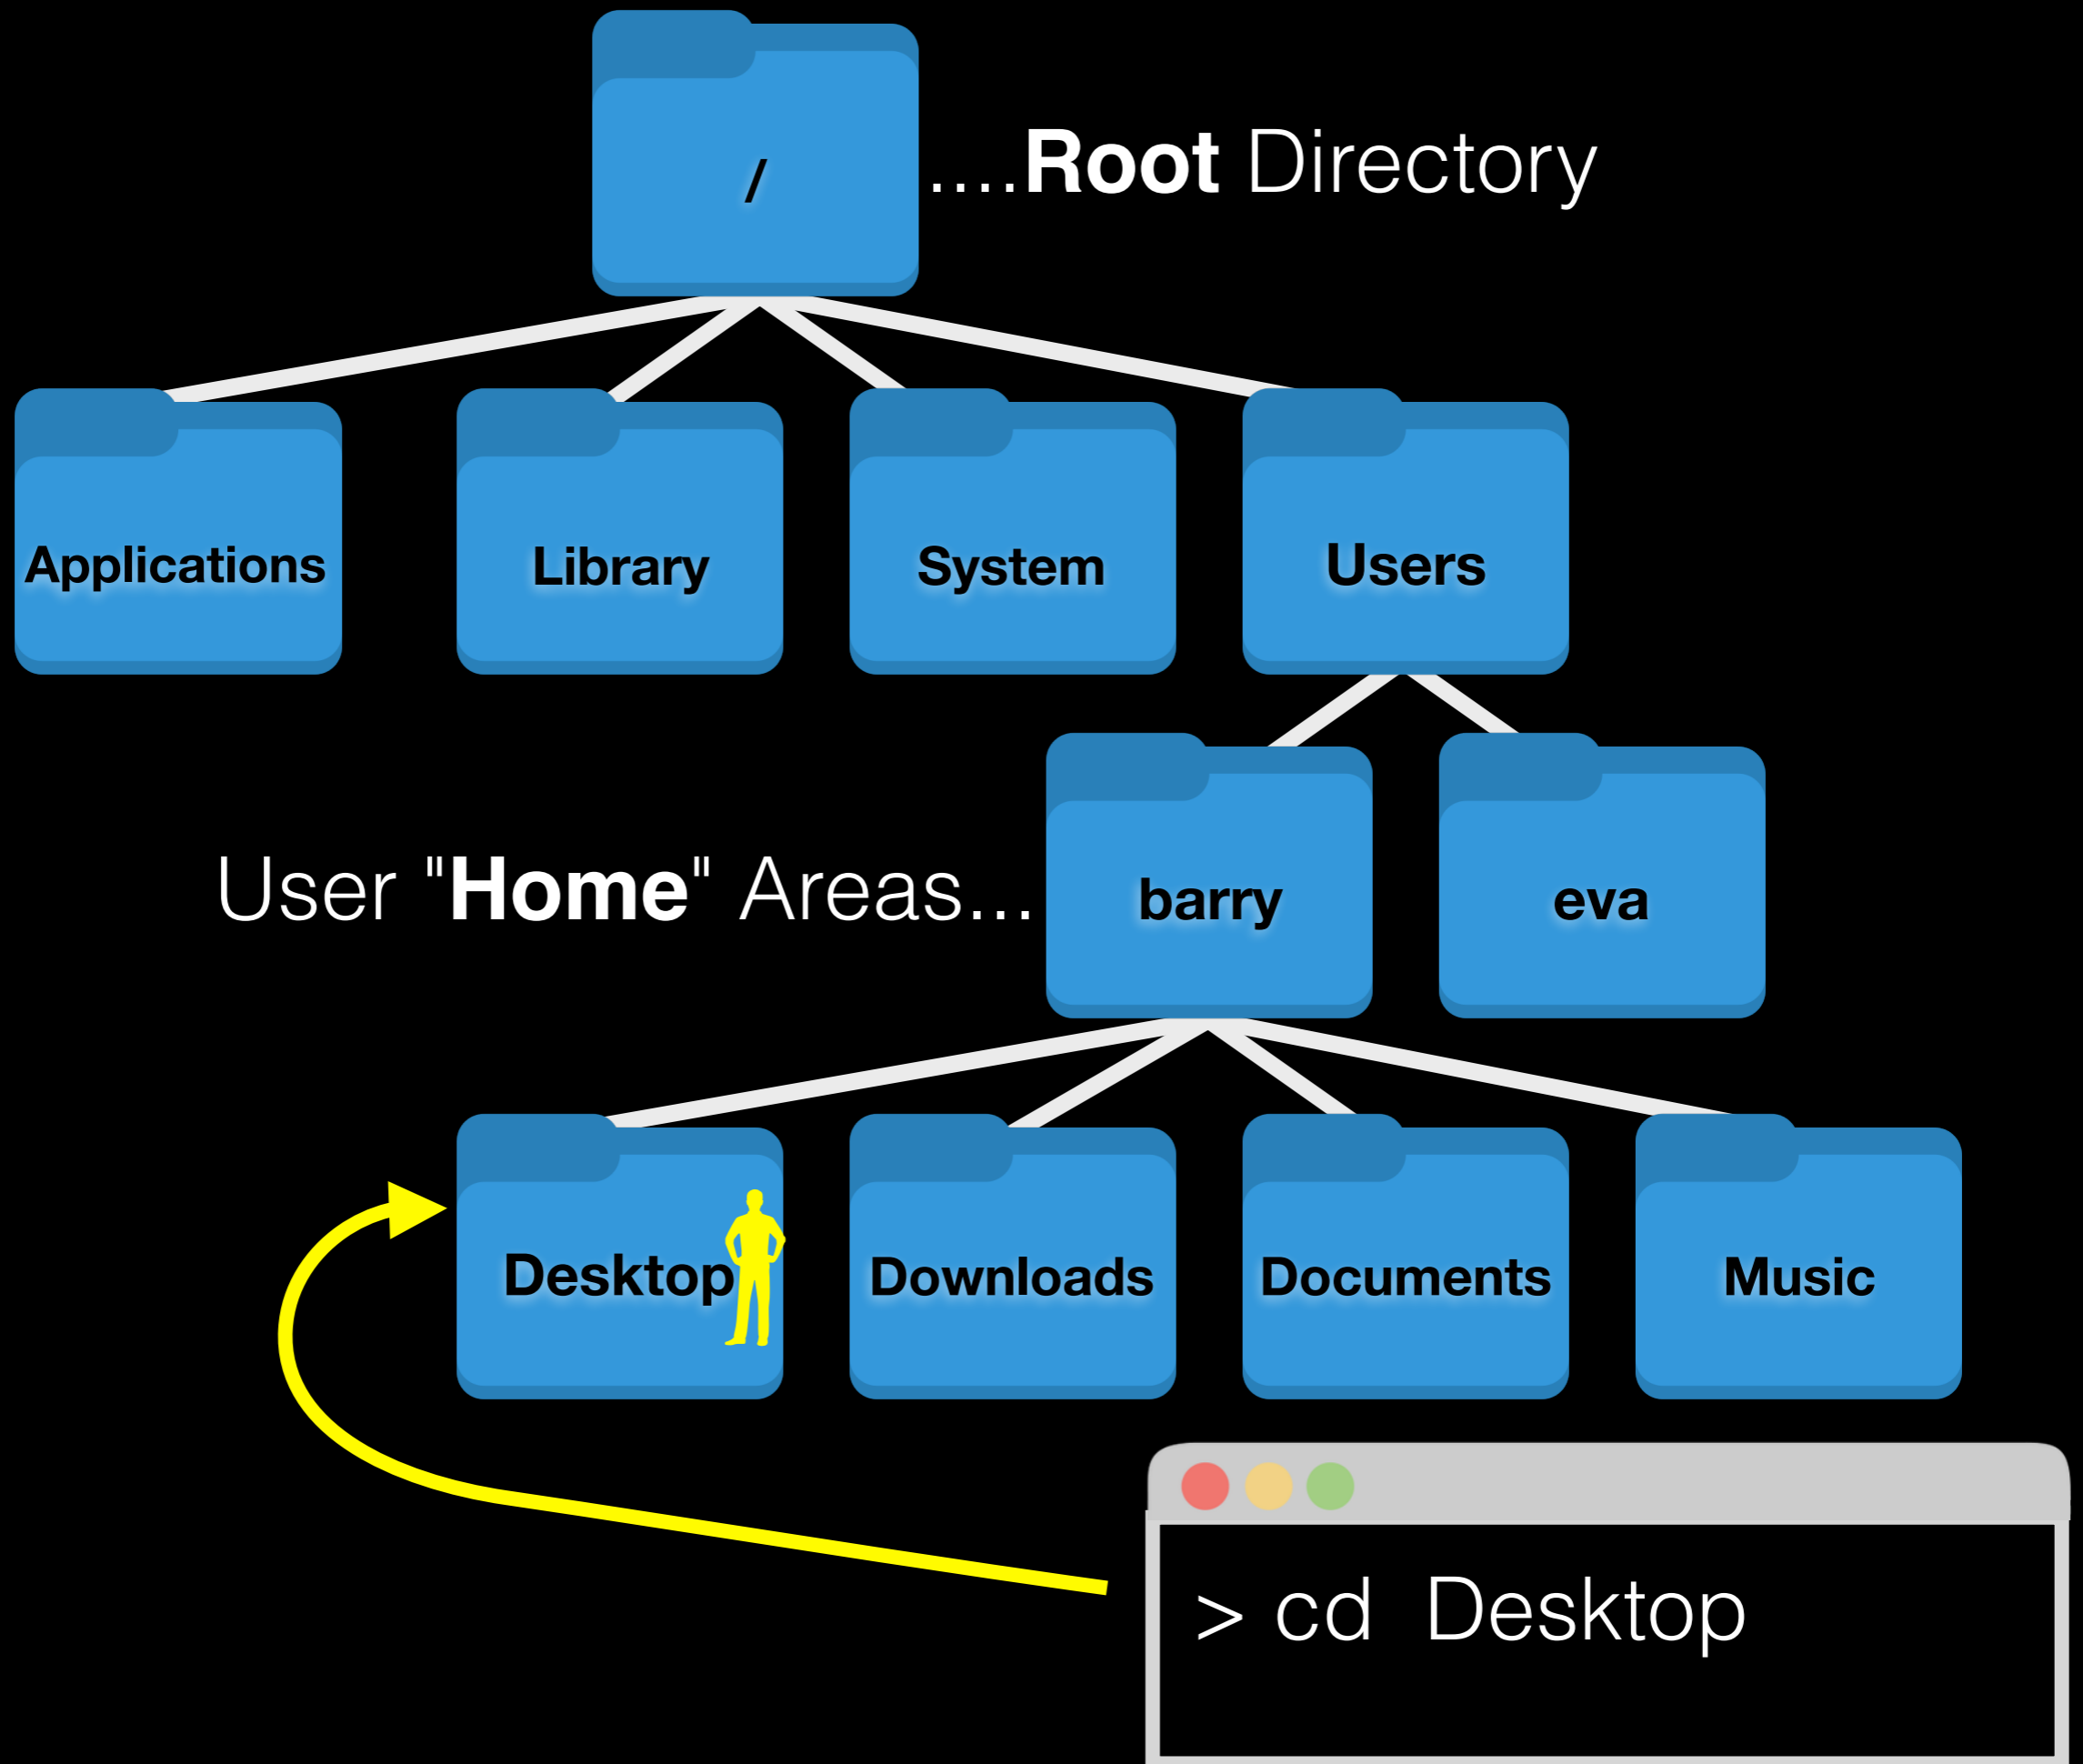 /
....Root Directory
Applications Library System Users
User "Home" Areas...
barry eva
Desktop Downloads Documents Music
> cd Desktop